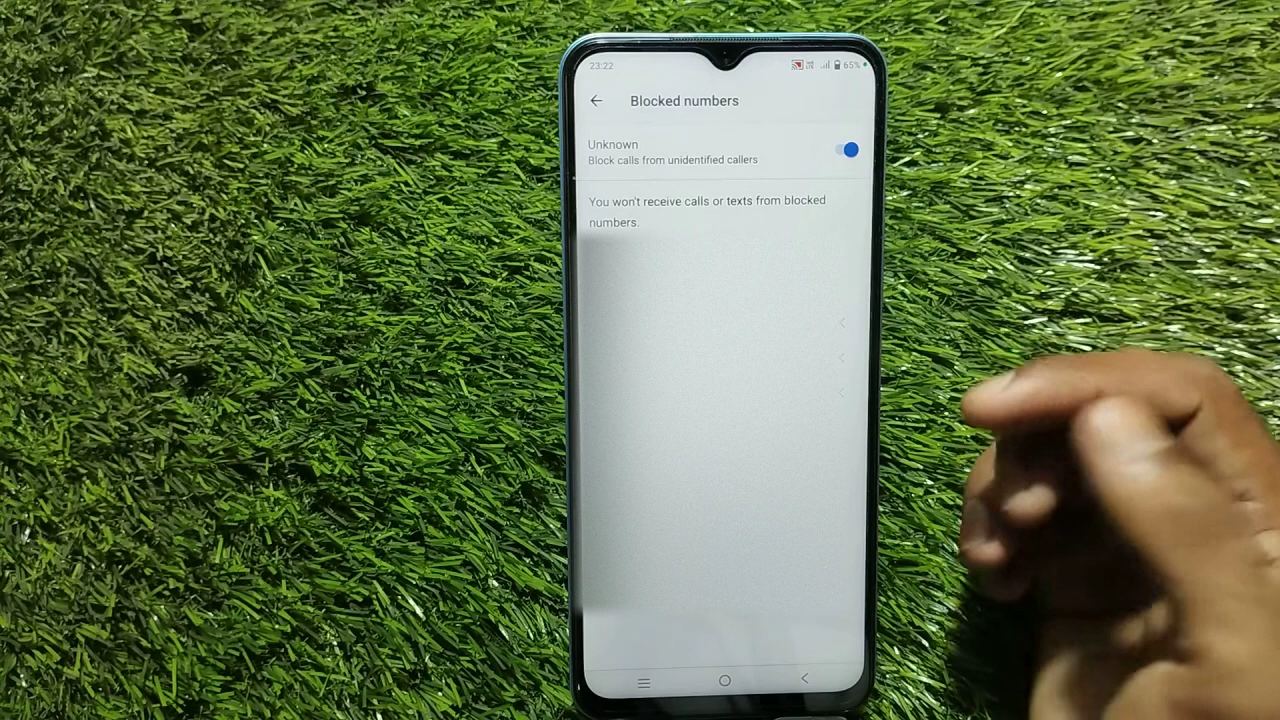 23:22
65%
Blocked numbers
Unknown
Block calls from unidentified callers
You won't receive calls or texts from blocked
numbers.